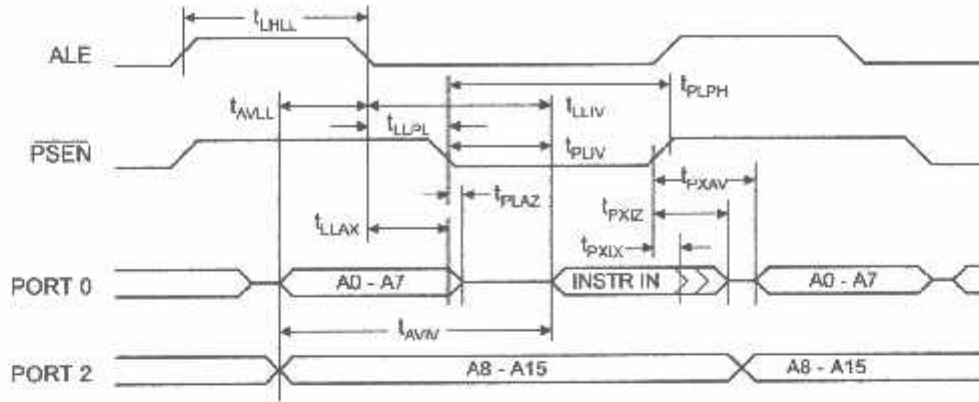 tLHLL
ALE
tPLPH
tAVLL
tLLIV
tLLPL
PSEN
tPLIV
tPXAV
tPLAZ
tPXIZ
tLLAX
tPXIX
PORT 0 A0 - A7 INSTR IN A0 - A7
tAVIV
PORT 2 A8 - A15 A8 - A15